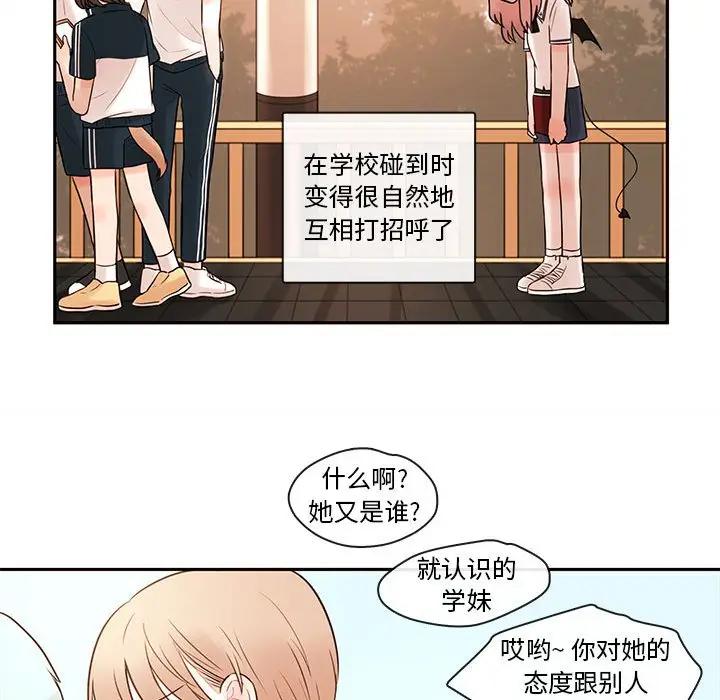 在学校碰到时
变得很自然地
互相打招呼了
什么啊?
她又是谁?
就认识的
学妹
哎哟~ 你对她的
态度跟别人